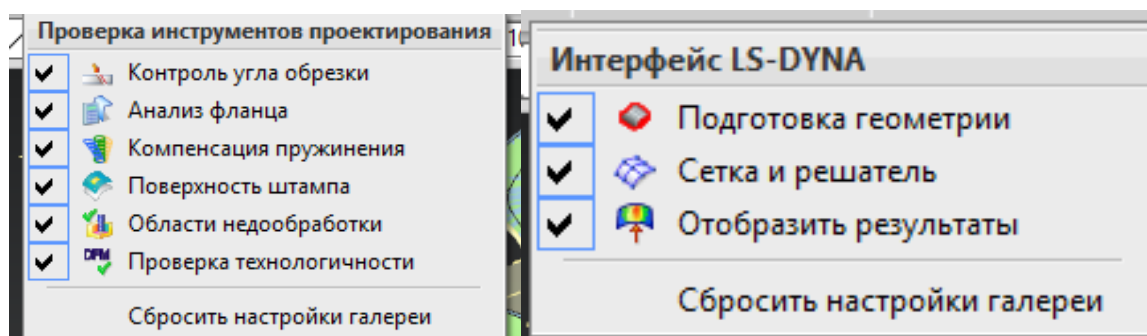 Проверка инструментов проектирования
Контроль угла обрезки
Анализ фланца
Компенсация пружинения
Поверхность штампа
Области недообработки
DFM Проверка технологичности
Сбросить настройки галереи
Интерфейс LS-DYNA
Подготовка геометрии
Сетка и решатель
Отобразить результаты
Сбросить настройки галереи